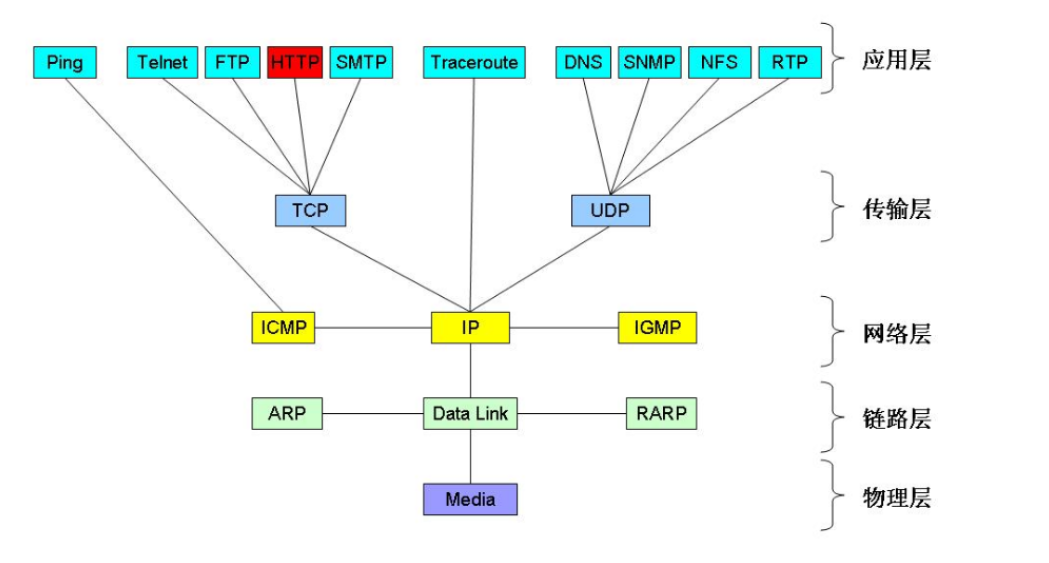 Ping Telnet FTP HTTP SMTP Traceroute DNS SNMP NFS RTP 应用层
TCP UDP 传输层
ICMP IP IGMP 网络层
ARP Data Link RARP 链路层
Media 物理层